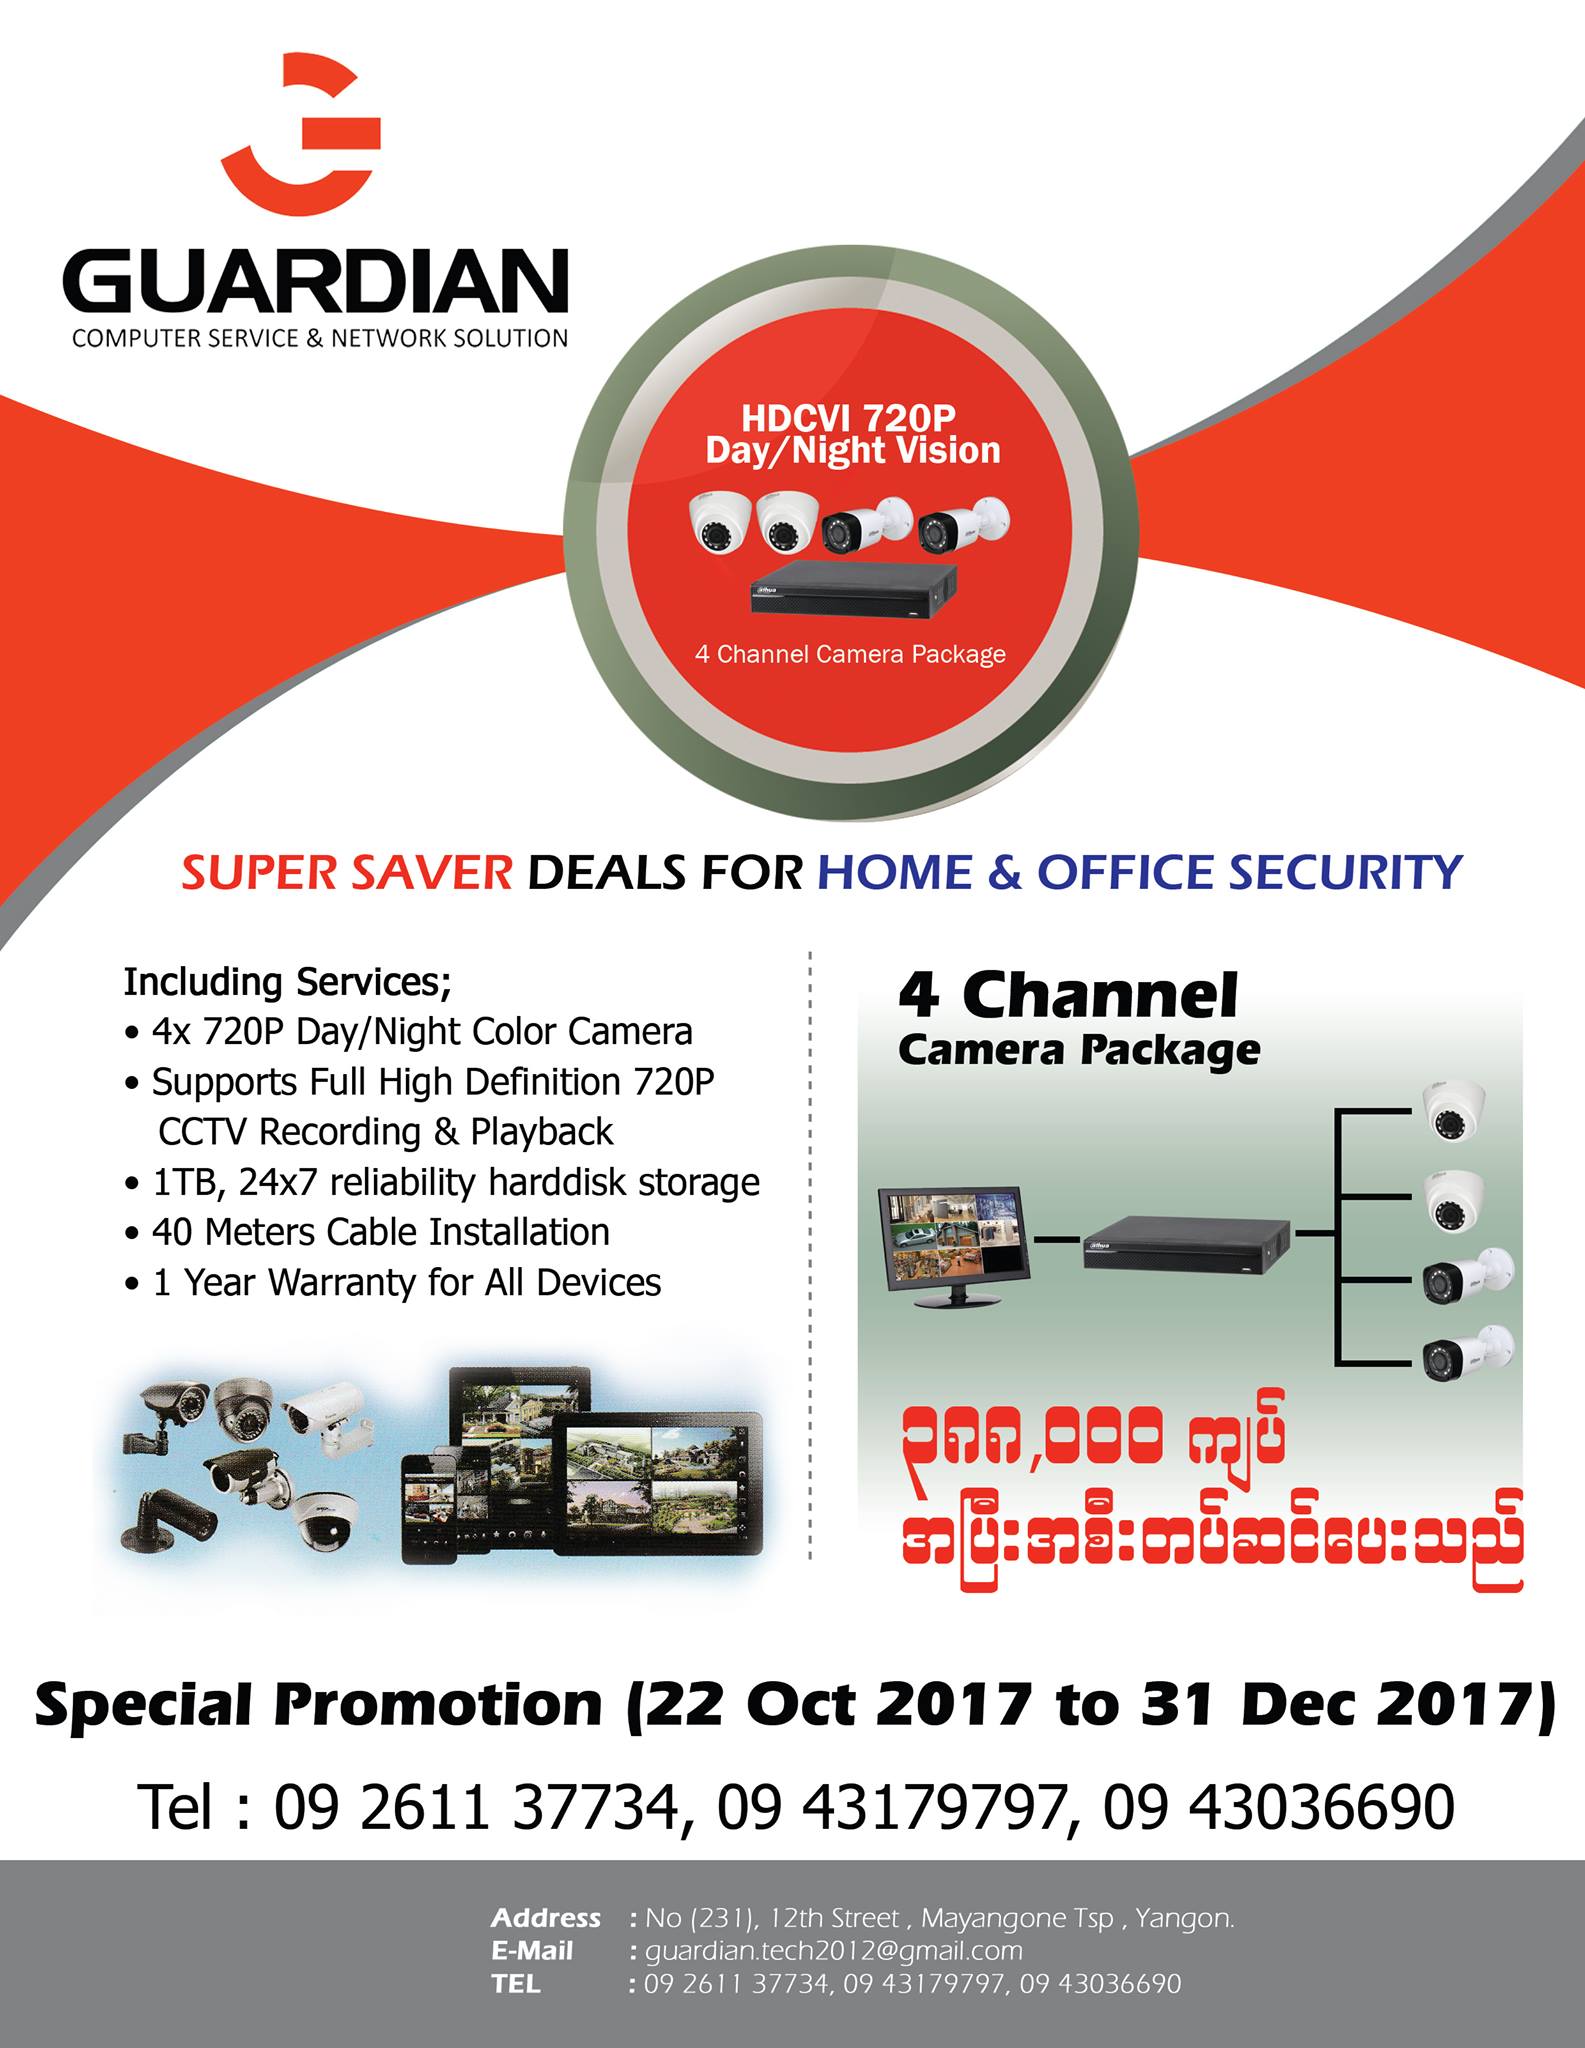 GUARDIAN
COMPUTER SERVICE & NETWORK SOLUTION
HDCVI 720P
Day/Night Vision
4 Channel Camera Package
SUPER SAVER DEALS FOR HOME & OFFICE SECURITY
Including Services;
• 4x 720P Day/Night Color Camera
• Supports Full High Definition 720P
CCTV Recording & Playback
• 1TB, 24x7 reliability harddisk storage
• 40 Meters Cable Installation
• 1 Year Warranty for All Devices
4 Channel
Camera Package
၃၈၈,၀၀၀ ကျပ်
အပြီးအစီးတပ်ဆင်ပေးသည်
Special Promotion (22 Oct 2017 to 31 Dec 2017)
Tel : 09 2611 37734, 09 43179797, 09 43036690
Address : No (231), 12th Street , Mayangone Tsp , Yangon.
E-Mail : guardian.tech2012@gmail.com
TEL : 09 2611 37734, 09 43179797, 09 43036690